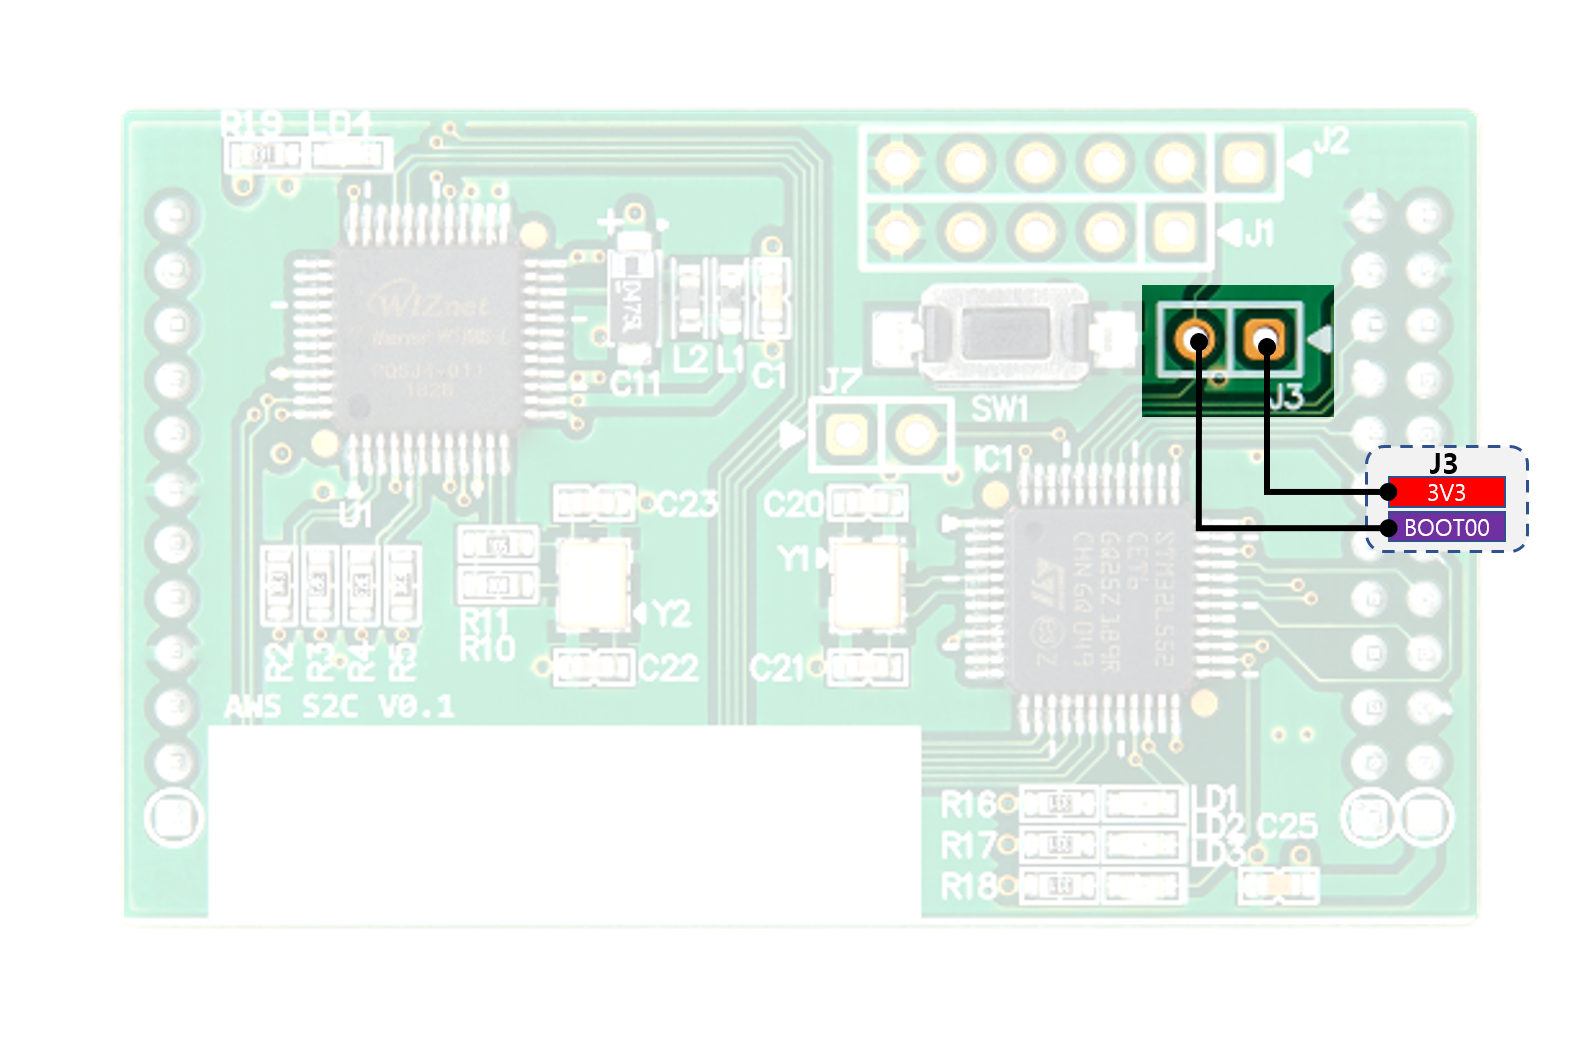 R19 LD4
J2
J1
WIZnet
1828
C11
L2 L1 C1
J7
SW1
J3
IC1
J3
3V3
BOOT00
U1
C23
C20
Y1
Y2
R11
R10
C22
C21
R2 R3 R4 R5
AWS S2C V0.1
R16
LD1
LD2
C25
R17
LD3
R18